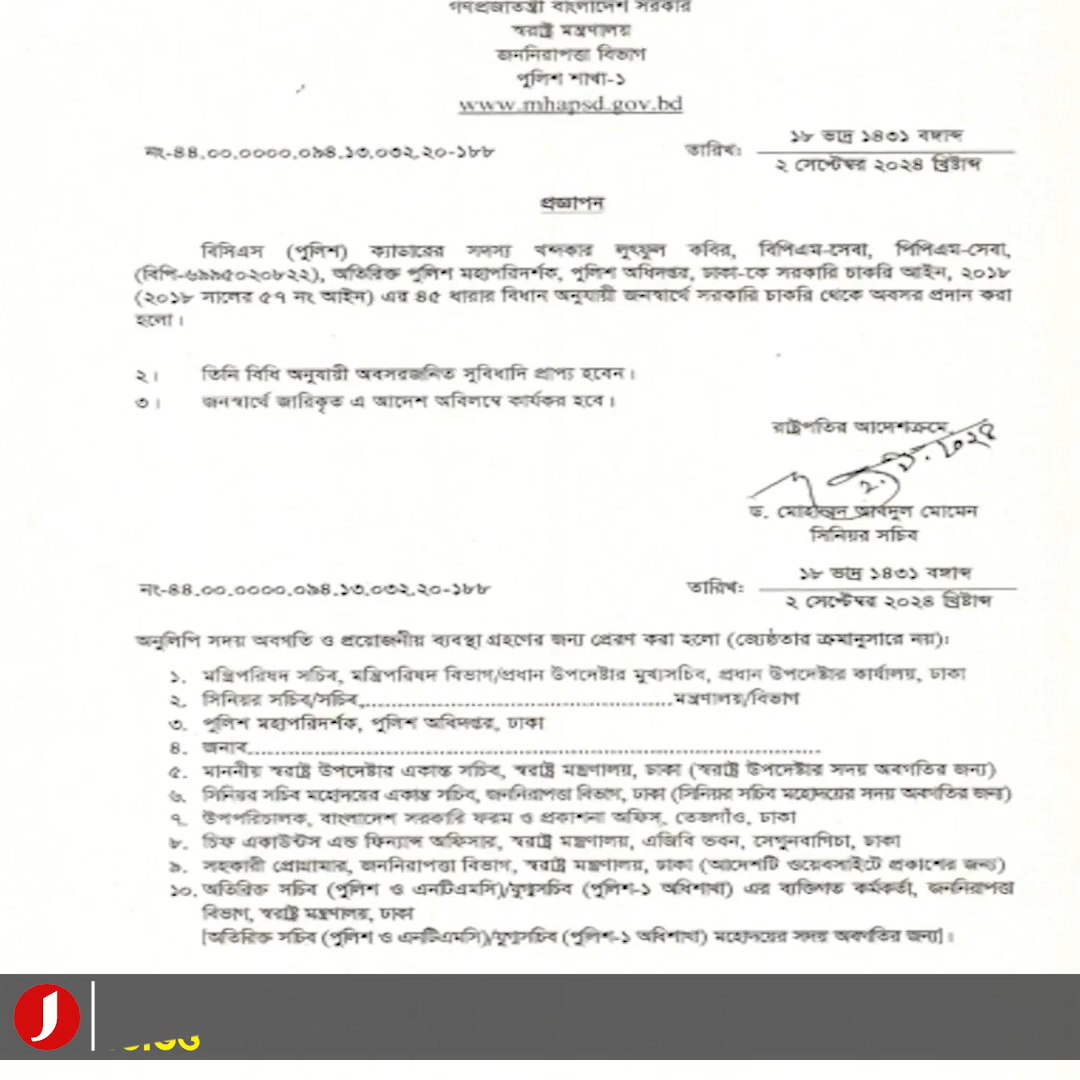 গণপ্রজাতন্ত্রী বাংলাদেশ সরকার
স্বরাষ্ট্র মন্ত্রণালয়
জননিরাপত্তা বিভাগ
পুলিশ শাখা-১
www.mhapsd.gov.bd
১৮ ভাদ্র ১৪৩১ বঙ্গাব্দ
নং-৪৪.০০.০০০০.০৯৪.১৩.০৩২.২০-১৮৮ তারিখ:
২ সেপ্টেম্বর ২০২৪ খ্রিষ্টাব্দ
প্রজ্ঞাপন
বিসিএস (পুলিশ) ক্যাডারের সদস্য খন্দকার লুৎফুল কবির, বিপিএম-সেবা, পিপিএম-সেবা,
(বিপি-৬৯৯৫০২০৮২২), অতিরিক্ত পুলিশ মহাপরিদর্শক, পুলিশ অধিদপ্তর, ঢাকা-কে সরকারি চাকরি আইন, ২০১৮
(২০১৮ সালের ৫৭ নং আইন) এর ৪৫ ধারার বিধান অনুযায়ী জনস্বার্থে সরকারি চাকরি থেকে অবসর প্রদান করা
হলো।
২। তিনি বিধি অনুযায়ী অবসরজনিত সুবিধাদি প্রাপ্য হবেন।
৩। জনস্বার্থে জারিকৃত এ আদেশ অবিলম্বে কার্যকর হবে।
রাষ্ট্রপতির আদেশক্রমে,
২.৯.২০২৪
ড. মোহাম্মদ আবদুল মোমেন
সিনিয়র সচিব
১৮ ভাদ্র ১৪৩১ বঙ্গাব্দ
নং-৪৪.০০.০০০০.০৯৪.১৩.০৩২.২০-১৮৮ তারিখ:
২ সেপ্টেম্বর ২০২৪ খ্রিষ্টাব্দ
অনুলিপি সদয় অবগতি ও প্রয়োজনীয় ব্যবস্থা গ্রহণের জন্য প্রেরণ করা হলো (জ্যেষ্ঠতার ক্রমানুসারে নয়):
১. মন্ত্রিপরিষদ সচিব, মন্ত্রিপরিষদ বিভাগ/প্রধান উপদেষ্টার মুখ্যসচিব, প্রধান উপদেষ্টার কার্যালয়, ঢাকা
২. সিনিয়র সচিব/সচিব,.................................................মন্ত্রণালয়/বিভাগ
৩. পুলিশ মহাপরিদর্শক, পুলিশ অধিদপ্তর, ঢাকা
৪. জনাব..........................................................................................
৫. মাননীয় স্বরাষ্ট্র উপদেষ্টার একান্ত সচিব, স্বরাষ্ট্র মন্ত্রণালয়, ঢাকা (স্বরাষ্ট্র উপদেষ্টার সদয় অবগতির জন্য)
৬. সিনিয়র সচিব মহোদয়ের একান্ত সচিব, জননিরাপত্তা বিভাগ, ঢাকা (সিনিয়র সচিব মহোদয়ের সদয় অবগতির জন্য)
৭. উপপরিচালক, বাংলাদেশ সরকারি ফরম ও প্রকাশনা অফিস, তেজগাঁও, ঢাকা
৮. চিফ একাউন্টস এন্ড ফিন্যান্স অফিসার, স্বরাষ্ট্র মন্ত্রণালয়, এজিবি ভবন, সেগুনবাগিচা, ঢাকা
৯. সহকারী প্রোগ্রামার, জননিরাপত্তা বিভাগ, স্বরাষ্ট্র মন্ত্রণালয়, ঢাকা (আদেশটি ওয়েবসাইটে প্রকাশের জন্য)
১০. অতিরিক্ত সচিব (পুলিশ ও এনটিএমসি)/যুগ্মসচিব (পুলিশ-১ অধিশাখা) এর ব্যক্তিগত কর্মকর্তা, জননিরাপত্তা
বিভাগ, স্বরাষ্ট্র মন্ত্রণালয়, ঢাকা
[অতিরিক্ত সচিব (পুলিশ ও এনটিএমসি)/যুগ্মসচিব (পুলিশ-১ অধিশাখা) মহোদয়ের সদয় অবগতির জন্য]।